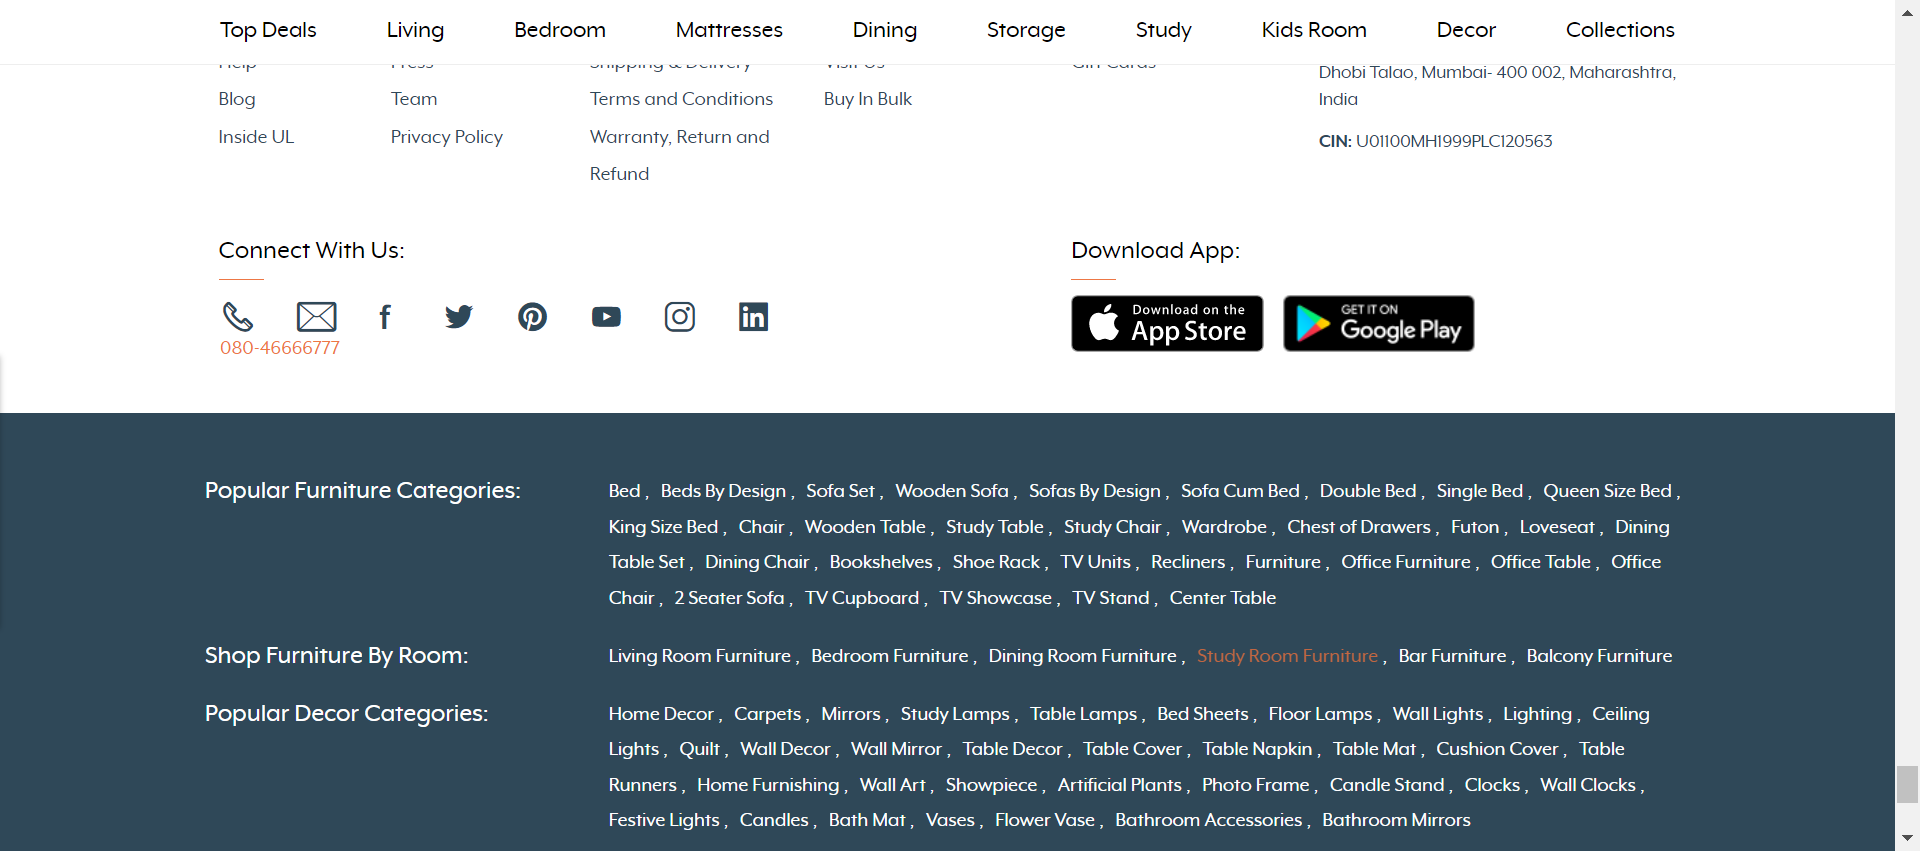 Top Deals Living Bedroom Mattresses Dining Storage Study Kids Room Decor Collections
Help Press Shipping & Delivery Visit Us Gift Cards
Dhobi Talao, Mumbai- 400 002, Maharashtra,
Blog Team Terms and Conditions Buy In Bulk India
Inside UL Privacy Policy Warranty, Return and CIN: U01100MH1999PLC120563
Refund
Connect With Us: Download App:
f in Download on the GET IT ON
App Store Google Play
080-46666777
Popular Furniture Categories: Bed , Beds By Design , Sofa Set , Wooden Sofa , Sofas By Design , Sofa Cum Bed , Double Bed , Single Bed , Queen Size Bed ,
King Size Bed , Chair , Wooden Table , Study Table , Study Chair , Wardrobe , Chest of Drawers , Futon , Loveseat , Dining
Table Set , Dining Chair , Bookshelves , Shoe Rack , TV Units , Recliners , Furniture , Office Furniture , Office Table , Office
Chair , 2 Seater Sofa , TV Cupboard , TV Showcase , TV Stand , Center Table
Shop Furniture By Room: Living Room Furniture , Bedroom Furniture , Dining Room Furniture , Study Room Furniture , Bar Furniture , Balcony Furniture
Popular Decor Categories: Home Decor , Carpets , Mirrors , Study Lamps , Table Lamps , Bed Sheets , Floor Lamps , Wall Lights , Lighting , Ceiling
Lights , Quilt , Wall Decor , Wall Mirror , Table Decor , Table Cover , Table Napkin , Table Mat , Cushion Cover , Table
Runners , Home Furnishing , Wall Art , Showpiece , Artificial Plants , Photo Frame , Candle Stand , Clocks , Wall Clocks ,
Festive Lights , Candles , Bath Mat , Vases , Flower Vase , Bathroom Accessories , Bathroom Mirrors